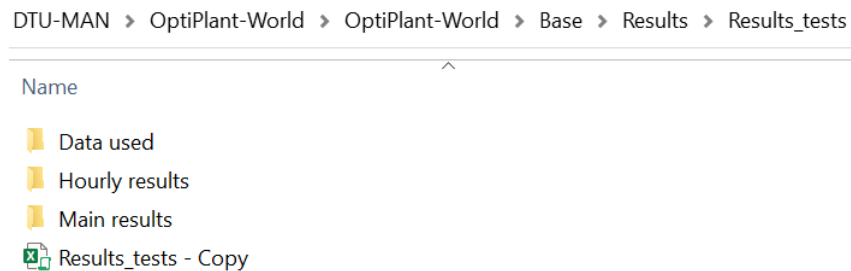 DTU-MAN > OptiPlant-World > OptiPlant-World > Base > Results > Results_tests
Name
Data used
Hourly results
Main results
Results_tests - Copy